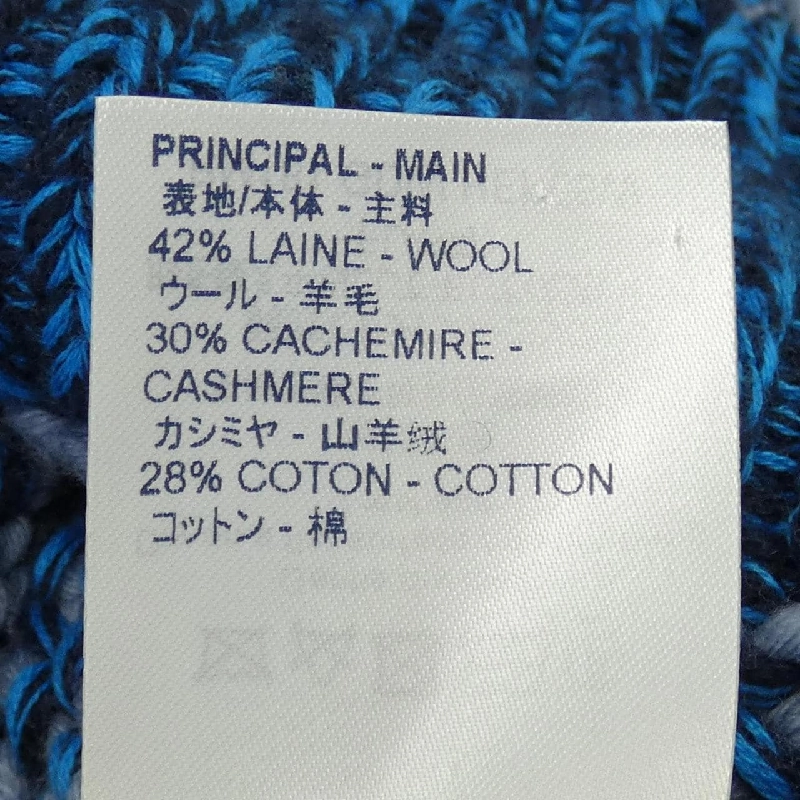 PRINCIPAL - MAIN
表地/本体 - 主料
42% LAINE - WOOL
ウール - 羊毛
30% CACHEMIRE -
CASHMERE
カシミヤ - 山羊绒
28% COTON - COTTON
コットン - 棉